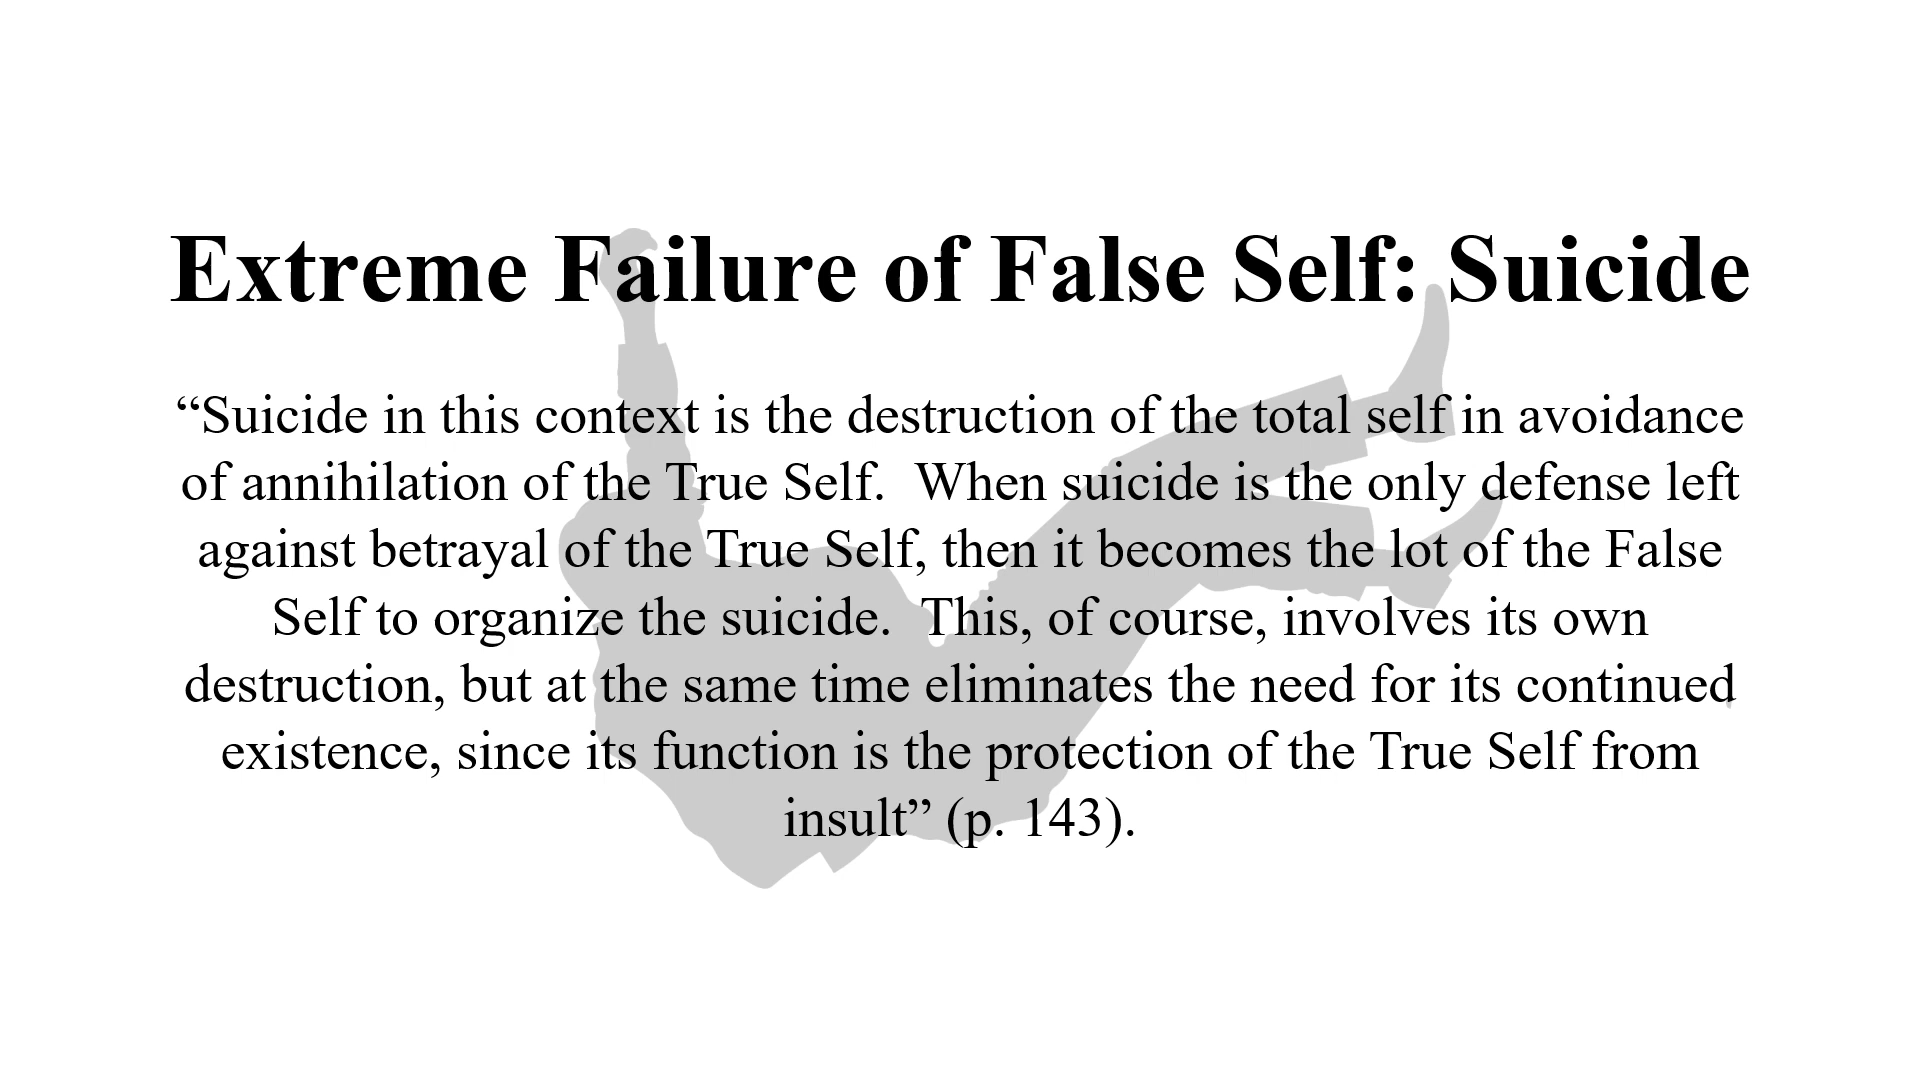 Extreme Failure of False Self: Suicide
“Suicide in this context is the destruction of the total self in avoidance
of annihilation of the True Self.  When suicide is the only defense left
against betrayal of the True Self, then it becomes the lot of the False
Self to organize the suicide.  This, of course, involves its own
destruction, but at the same time eliminates the need for its continued
existence, since its function is the protection of the True Self from
insult” (p. 143).